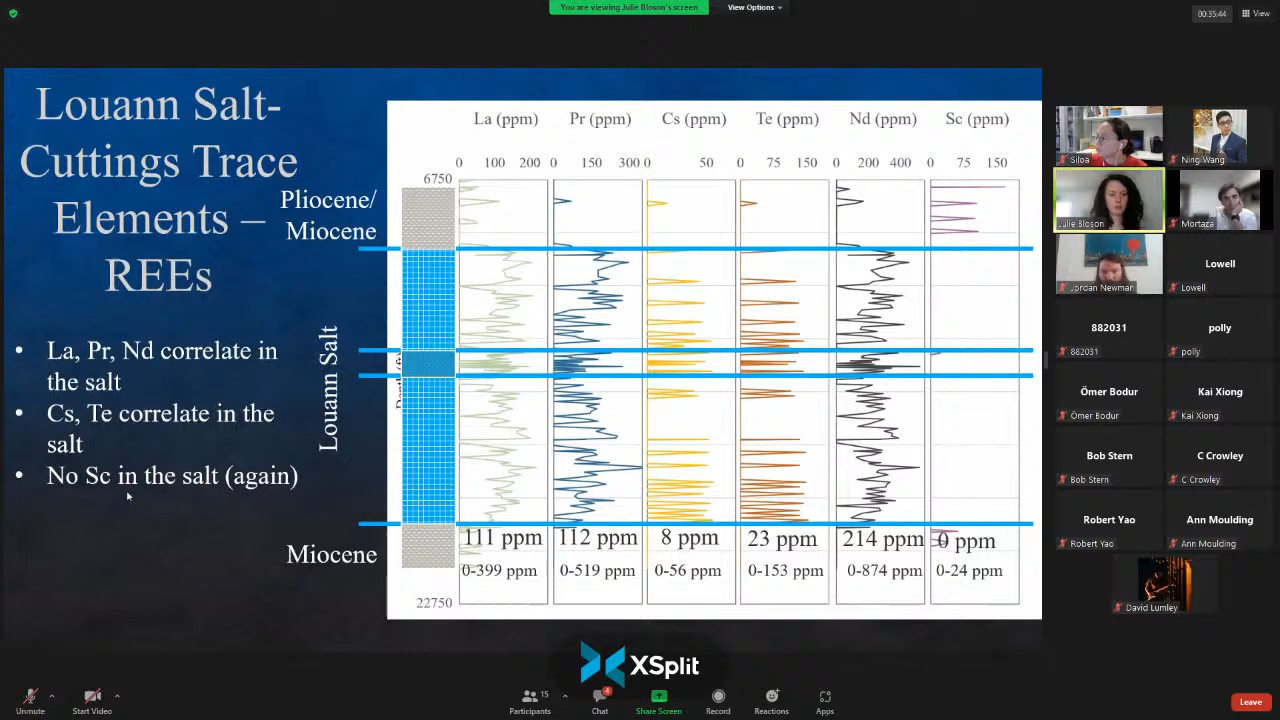 You are viewing Julie Bloson's screen
View Options
00:35:44
View
Louann Salt-
Cuttings Trace
Elements –
REEs
• La, Pr, Nd correlate in
the salt
• Cs, Te correlate in the
salt
• No Sc in the salt (again)
Pliocene/
Miocene
Louann Salt
Miocene
La (ppm) Pr (ppm) Cs (ppm) Te (ppm) Nd (ppm) Sc (ppm)
0 100 200 0 150 300 0 50 0 75 150 0 200 400 0 75 150
6750
22750
111 ppm 112 ppm 8 ppm 23 ppm 214 ppm 0 ppm
0-399 ppm 0-519 ppm 0-56 ppm 0-153 ppm 0-874 ppm 0-24 ppm
Siloa
Ning Wang
Julie Bloson
Mortaza
Jordan Newman
Lowell
Lowell
882031
882031
polly
polly
Ömer Bodur
Ömer Bodur
Kai Xiong
Kai Xiong
Bob Stern
Bob Stern
C Crowley
C Crowley
Robert Yao
Robert Yao
Ann Moulding
Ann Moulding
David Lumley
XSplit
Unmute
Start Video
15
Participants
4
Chat
Share Screen
Record
Reactions
Apps
Leave